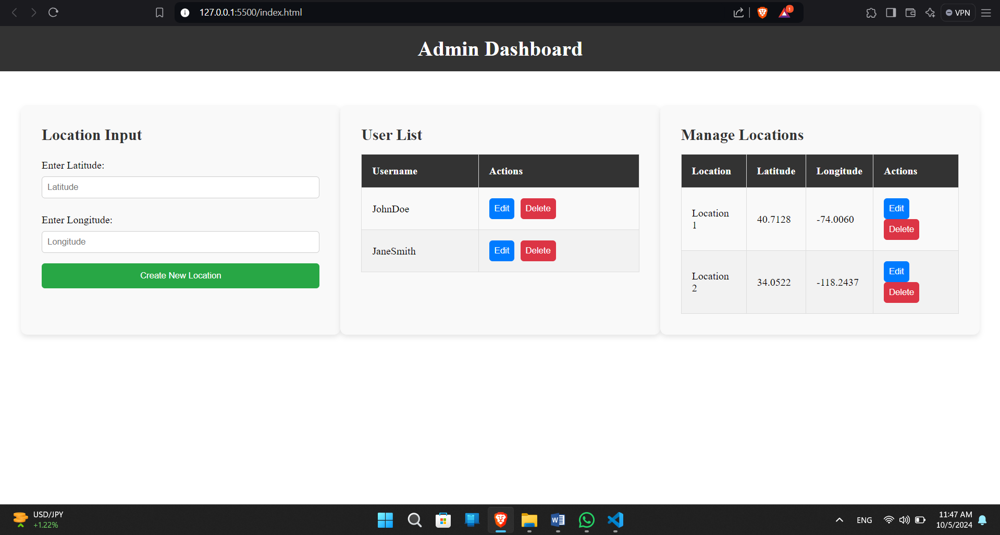 127.0.0.1:5500/index.html
1
VPN
Admin Dashboard
Location Input
Enter Latitude:
Latitude
Enter Longitude:
Longitude
Create New Location
User List
Username Actions
JohnDoe Edit Delete
JaneSmith Edit Delete
Manage Locations
Location Latitude Longitude Actions
Location
1
40.7128 -74.0060 Edit
Delete
Location
2
34.0522 -118.2437 Edit
Delete
USD/JPY
+1.22%
W
ENG
11:47 AM
10/5/2024